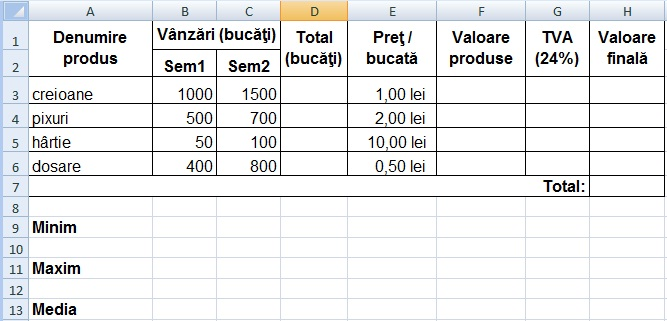 A B C D E F G H
1 Denumire Vânzări (bucăţi) Total Preţ / Valoare TVA Valoare
2 produs Sem1 Sem2 (bucăţi) bucată produse (24%) finală
3 creioane 1000 1500 1,00 lei
4 pixuri 500 700 2,00 lei
5 hârtie 50 100 10,00 lei
6 dosare 400 800 0,50 lei
7 Total:
8
9 Minim
10
11 Maxim
12
13 Media